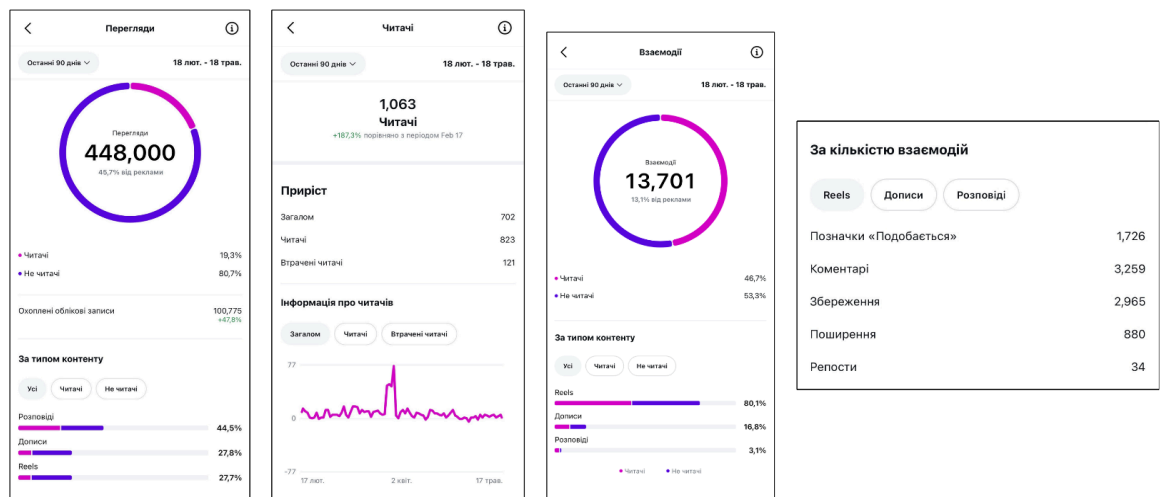 Перегляди
Останні 90 днів
18 лют. - 18 трав.
Перегляди
448,000
45,7% від реклами
Читачі 19,3%
Не читачі 80,7%
Охоплені облікові записи 100,775
+47,8%
За типом контенту
Усі Читачі Не читачі
Розповіді
44,5%
Дописи
27,8%
Reels
27,7%
Читачі
Останні 90 днів
18 лют. - 18 трав.
1,063
Читачі
+187,3% порівняно з періодом Feb 17
Приріст
Загалом 702
Читачі 823
Втрачені читачі 121
Інформація про читачів
Загалом Читачі Втрачені читачі
77
0
-77
17 лют. 2 квіт. 17 трав.
Взаємодії
Останні 90 днів
18 лют. - 18 трав.
Взаємодії
13,701
13,1% від реклами
Читачі 46,7%
Не читачі 53,3%
За типом контенту
Усі Читачі Не читачі
Reels
80,1%
Дописи
16,8%
Розповіді
3,1%
Читачі Не читачі
За кількістю взаємодій
Reels Дописи Розповіді
Позначки «Подобається» 1,726
Коментарі 3,259
Збереження 2,965
Поширення 880
Репости 34